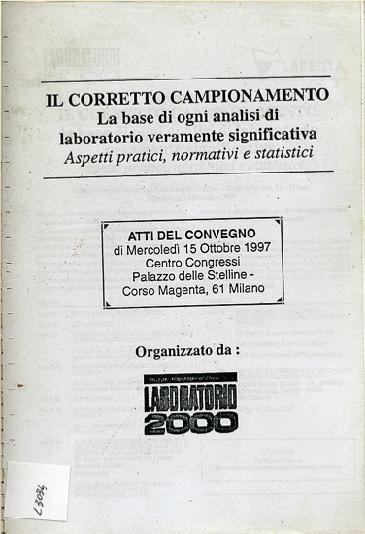 IL CORRETTO CAMPIONAMENTO
La base di ogni analisi di
laboratorio veramente significativa
Aspetti pratici, normativi e statistici
ATTI DEL CONVEGNO
di Mercoledì 15 Ottobre 1997
Centro Congressi
Palazzo delle Stelline -
Corso Magenta, 61 Milano
Organizzato da :
LABORATORIO
2000
L3034